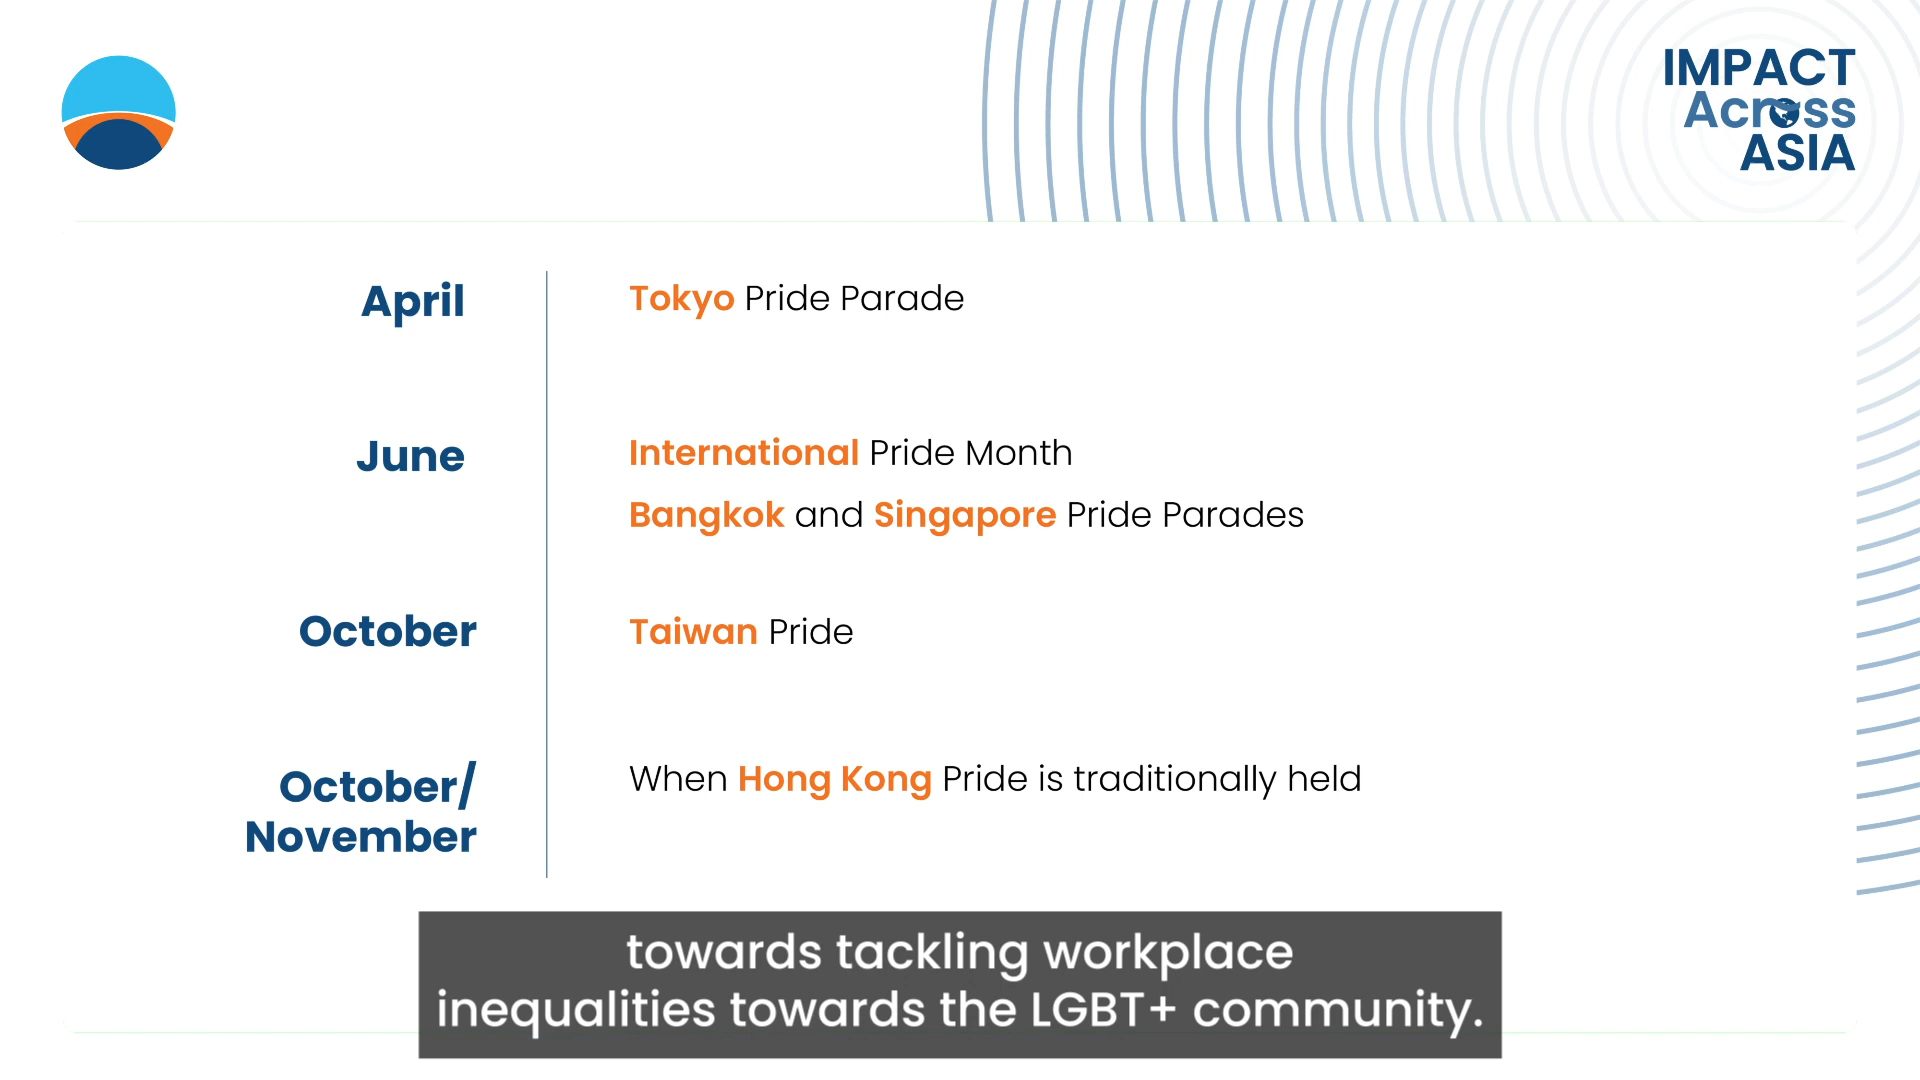 IMPACT
Across
ASIA
April
Tokyo Pride Parade
June
International Pride Month
Bangkok and Singapore Pride Parades
October
Taiwan Pride
October/
November
When Hong Kong Pride is traditionally held
towards tackling workplace
inequalities towards the LGBT+ community.